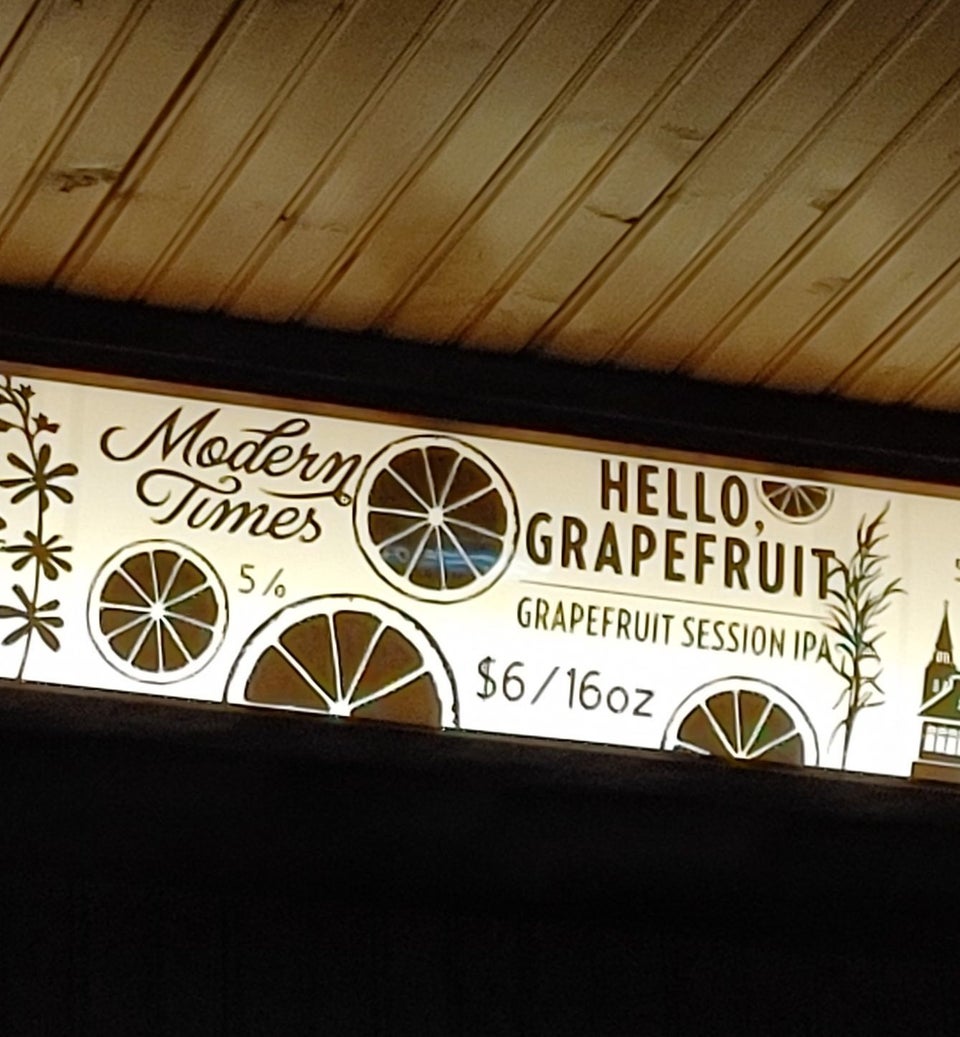 Modern
Times
5%
HELLO,
GRAPEFRUIT
GRAPEFRUIT SESSION IPA
$6/16oz